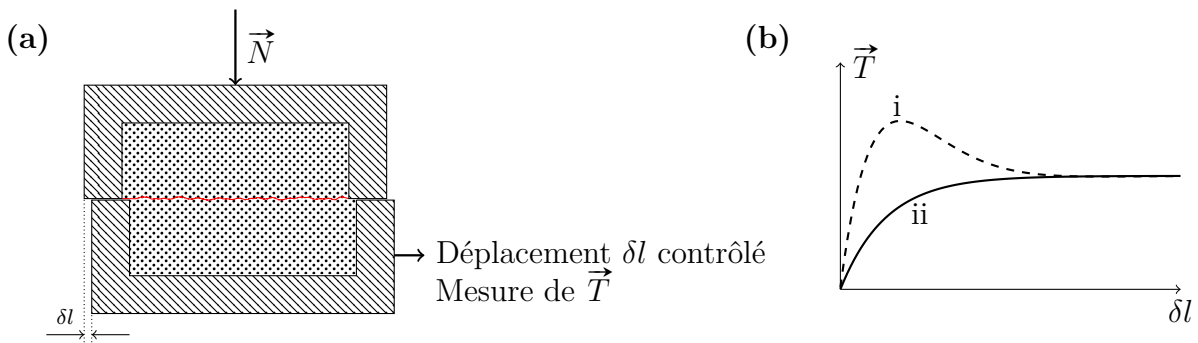 (a)
N
Déplacement δl contrôlé
Mesure de T
δl
(b)
T
i
ii
δl